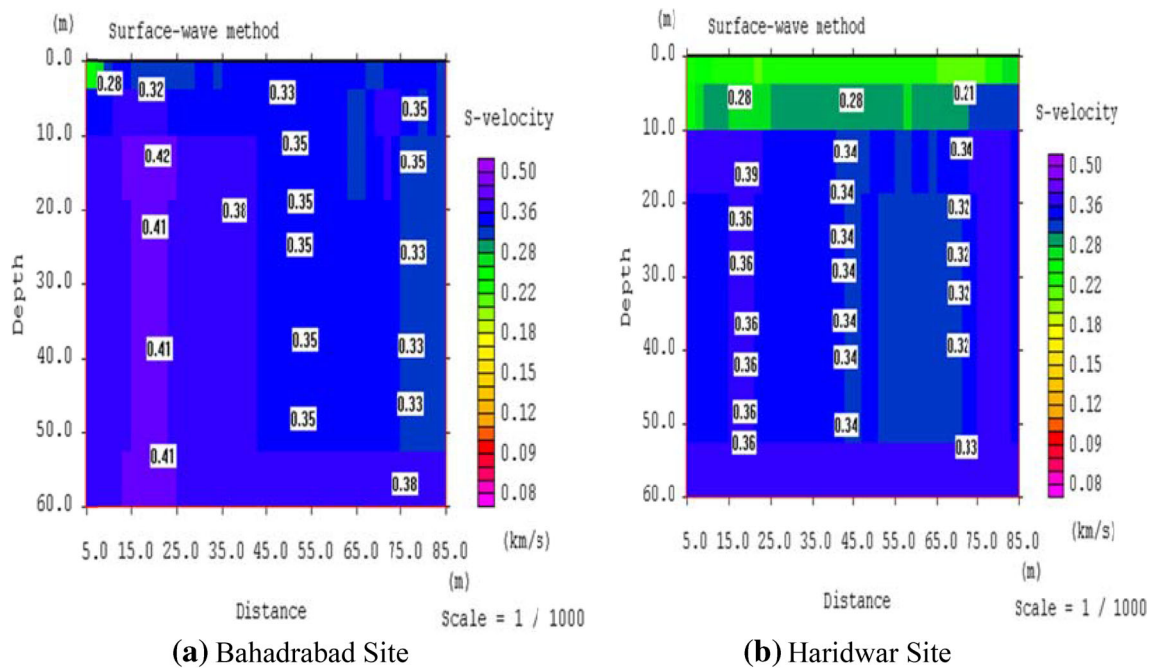 (m) Surface-wave method
0.0
10.0
20.0
30.0
40.0
50.0
60.0
Depth
0.28 0.32 0.33 0.35
0.42 0.35 0.35
0.41 0.38 0.35
0.35 0.33
0.41 0.35 0.33
0.35 0.33
0.41 0.38
5.0 15.0 25.0 35.0 45.0 55.0 65.0 75.0 85.0
(m)
Distance
Scale = 1 / 1000
S-velocity
0.50
0.36
0.28
0.22
0.18
0.15
0.12
0.09
0.08
(km/s)
(a) Bahadrabad Site
(m) Surface-wave method
0.0
10.0
20.0
30.0
40.0
50.0
60.0
Depth
0.28 0.28 0.21
0.34 0.34
0.39 0.34
0.36 0.32
0.34
0.36 0.34 0.32
0.32
0.36 0.34
0.36 0.34 0.32
0.36 0.34
0.36 0.33
5.0 15.0 25.0 35.0 45.0 55.0 65.0 75.0 85.0
(m)
Distance
Scale = 1 / 1000
S-velocity
0.50
0.36
0.28
0.22
0.18
0.15
0.12
0.09
0.08
(km/s)
(b) Haridwar Site